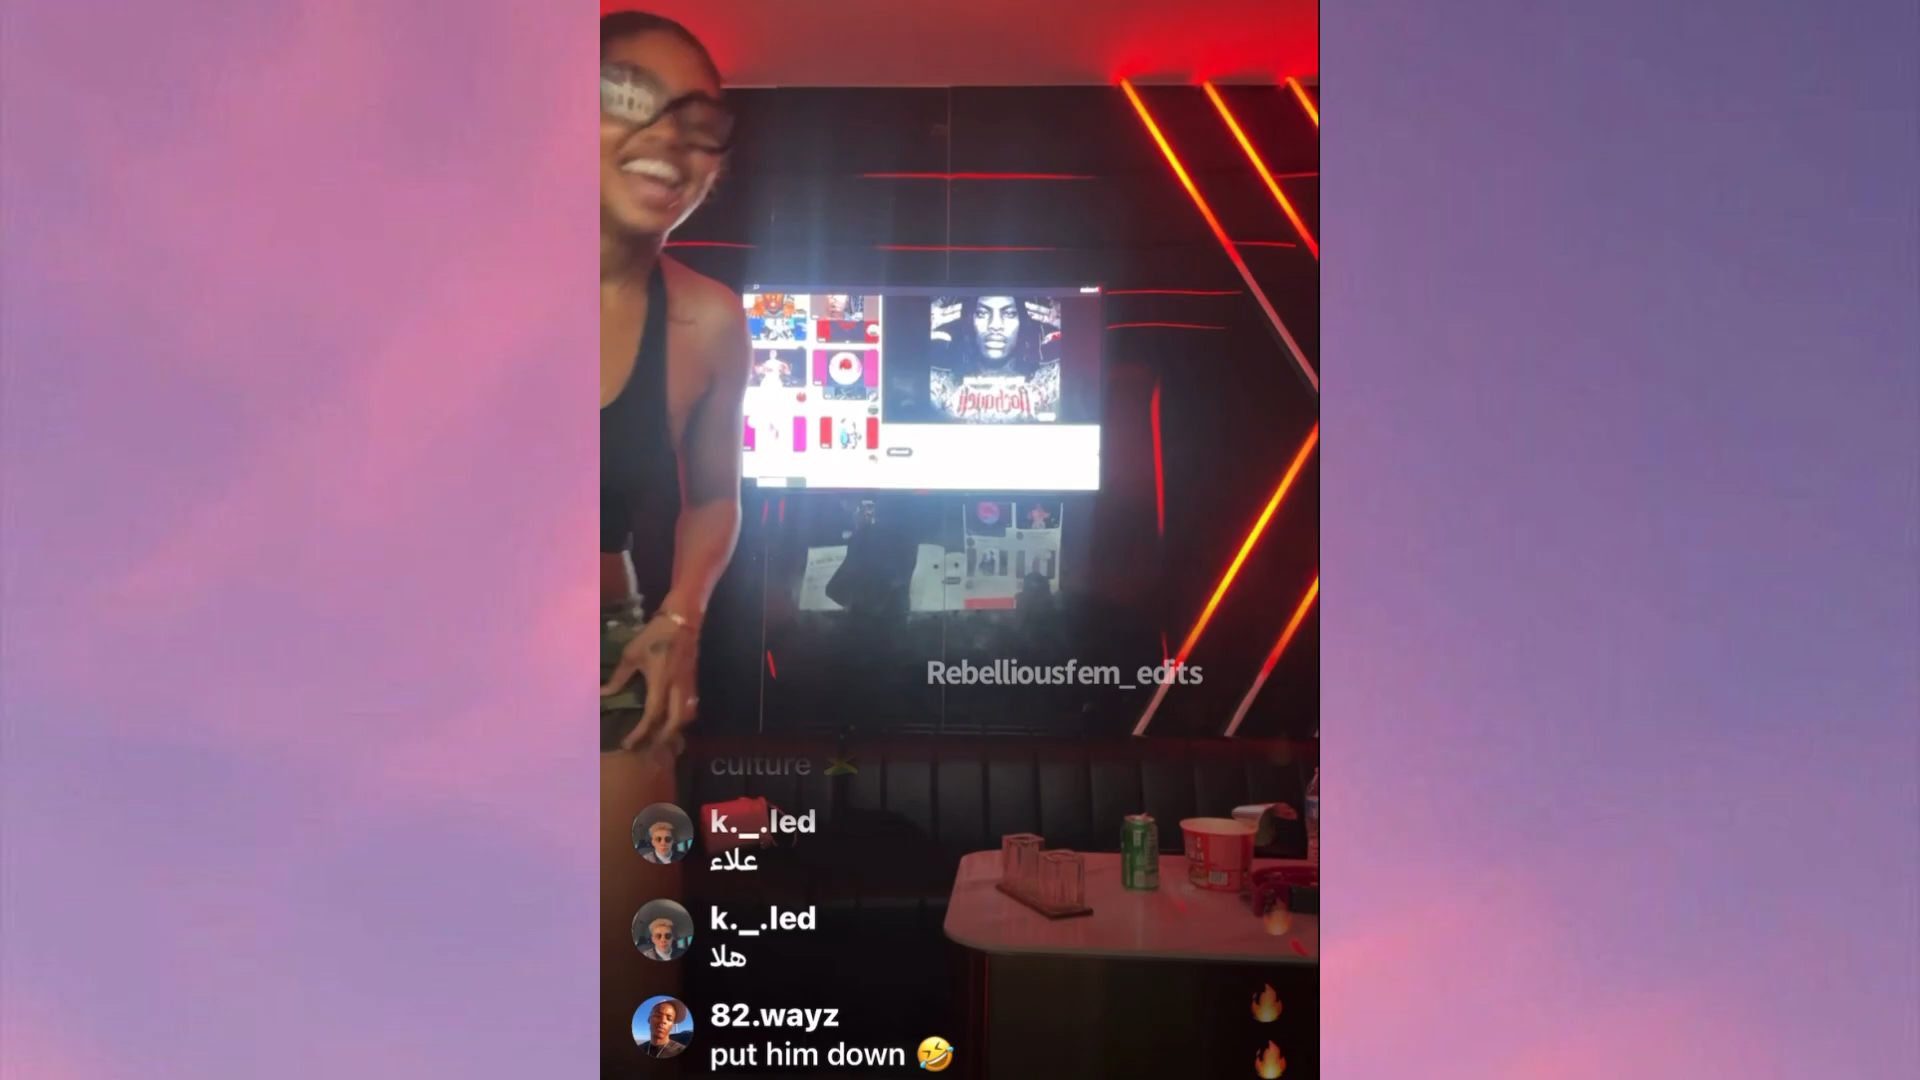 Rebelliousfem_edits
culture
k._.led
علاء
k._.led
هلا
82.wayz
put him down 🤣